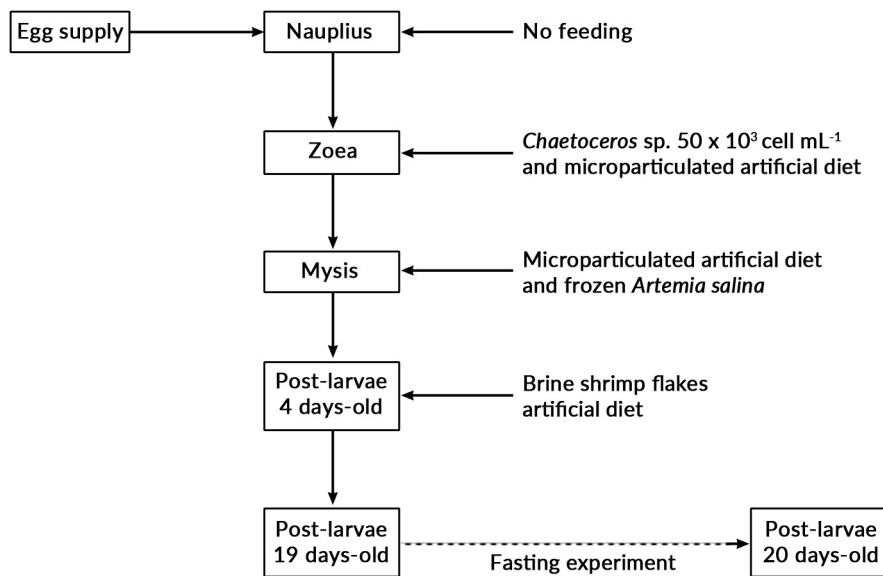 Egg supply
Nauplius
No feeding
Zoea
Chaetoceros sp. 50 x 10³ cell mL⁻¹
and microparticulated artificial diet
Mysis
Microparticulated artificial diet
and frozen Artemia salina
Post-larvae
4 days-old
Brine shrimp flakes
artificial diet
Post-larvae
19 days-old
Fasting experiment
Post-larvae
20 days-old